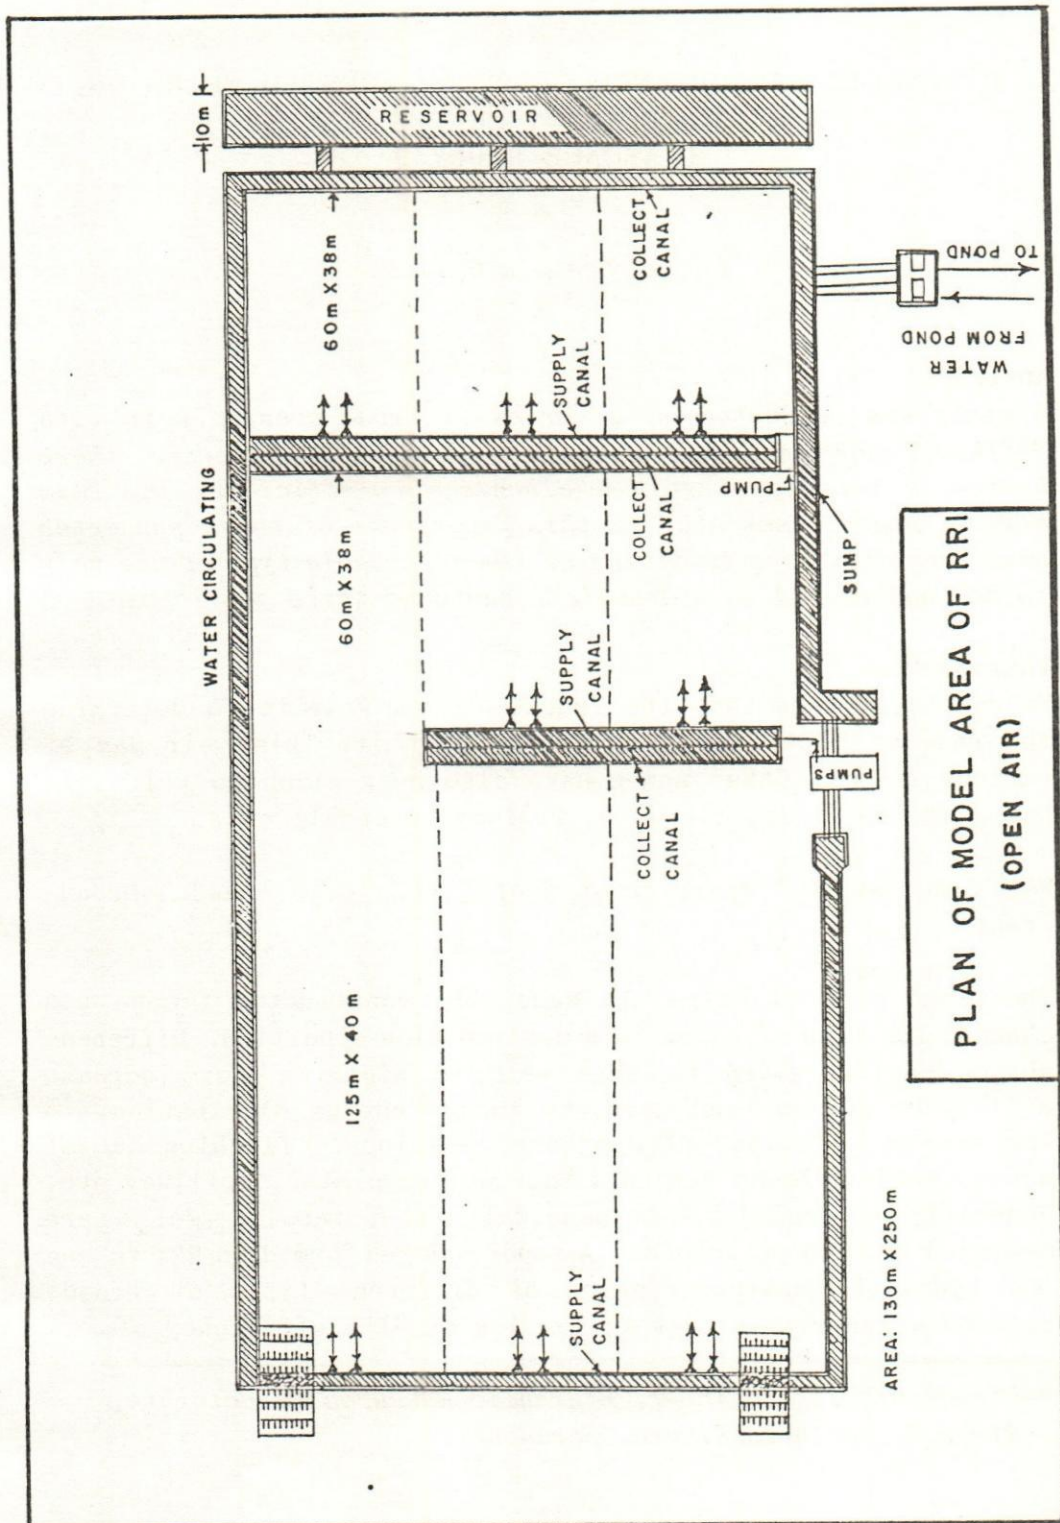 10m
RESERVOIR
WATER CIRCULATING
60m X 38m
COLLECT
CANAL
SUPPLY
CANAL
60m X 38m
COLLECT
CANAL
PUMP
SUMP
SUPPLY
CANAL
COLLECT
CANAL
PUMPS
125m X 40m
SUPPLY
CANAL
WATER
FROM POND
TO POND
AREA: 130m X 250m
PLAN OF MODEL AREA OF RRI
(OPEN AIR)